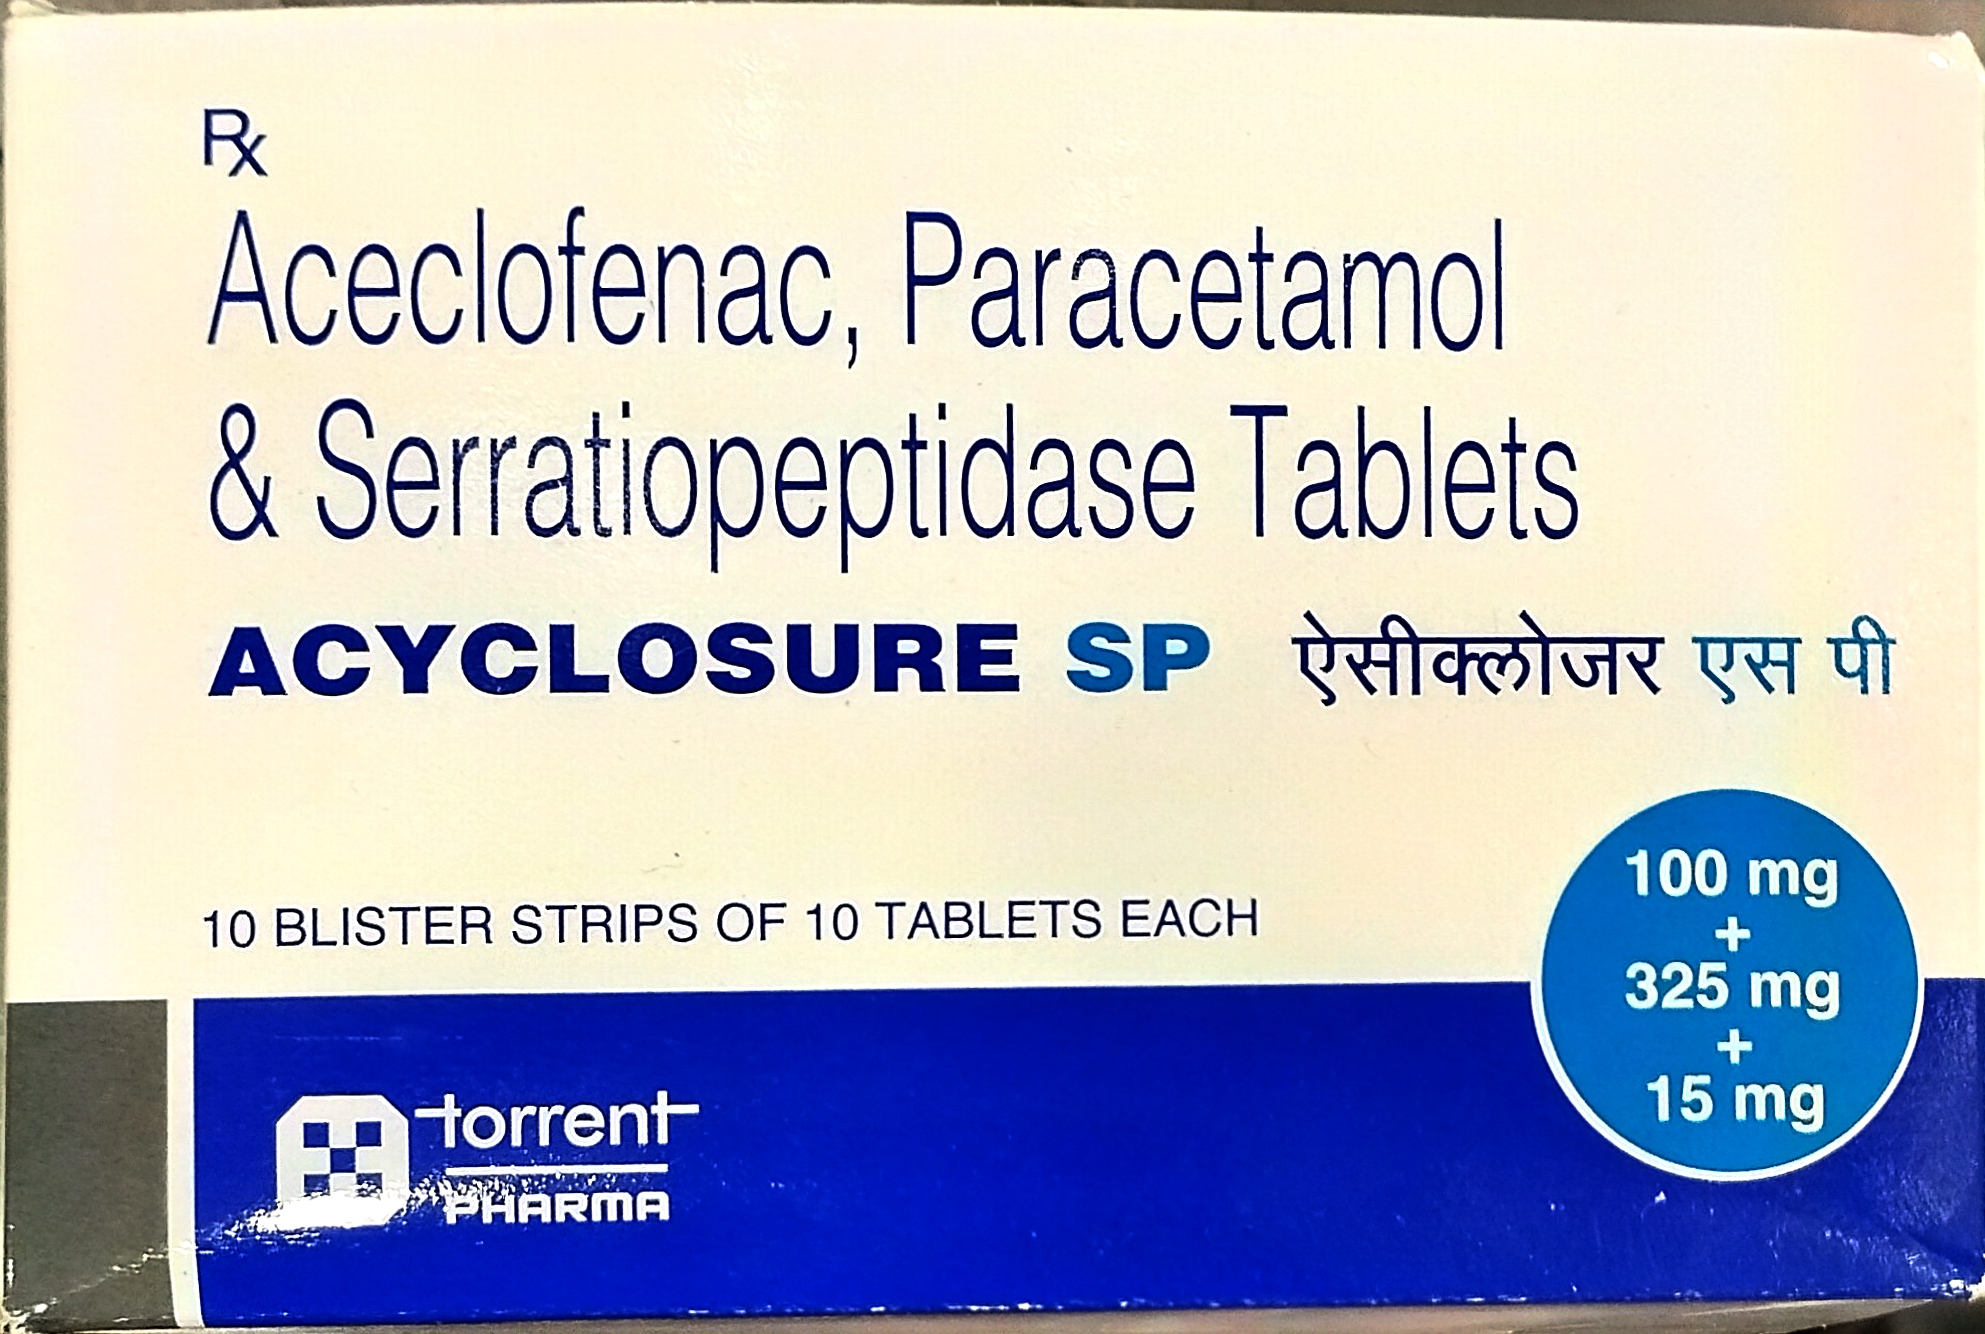 Rx
Aceclofenac, Paracetamol
& Serratiopeptidase Tablets
ACYCLOSURE SP ऐसीक्लोजर एस पी
10 BLISTER STRIPS OF 10 TABLETS EACH
100 mg
+
325 mg
+
15 mg
torrent
PHARMA